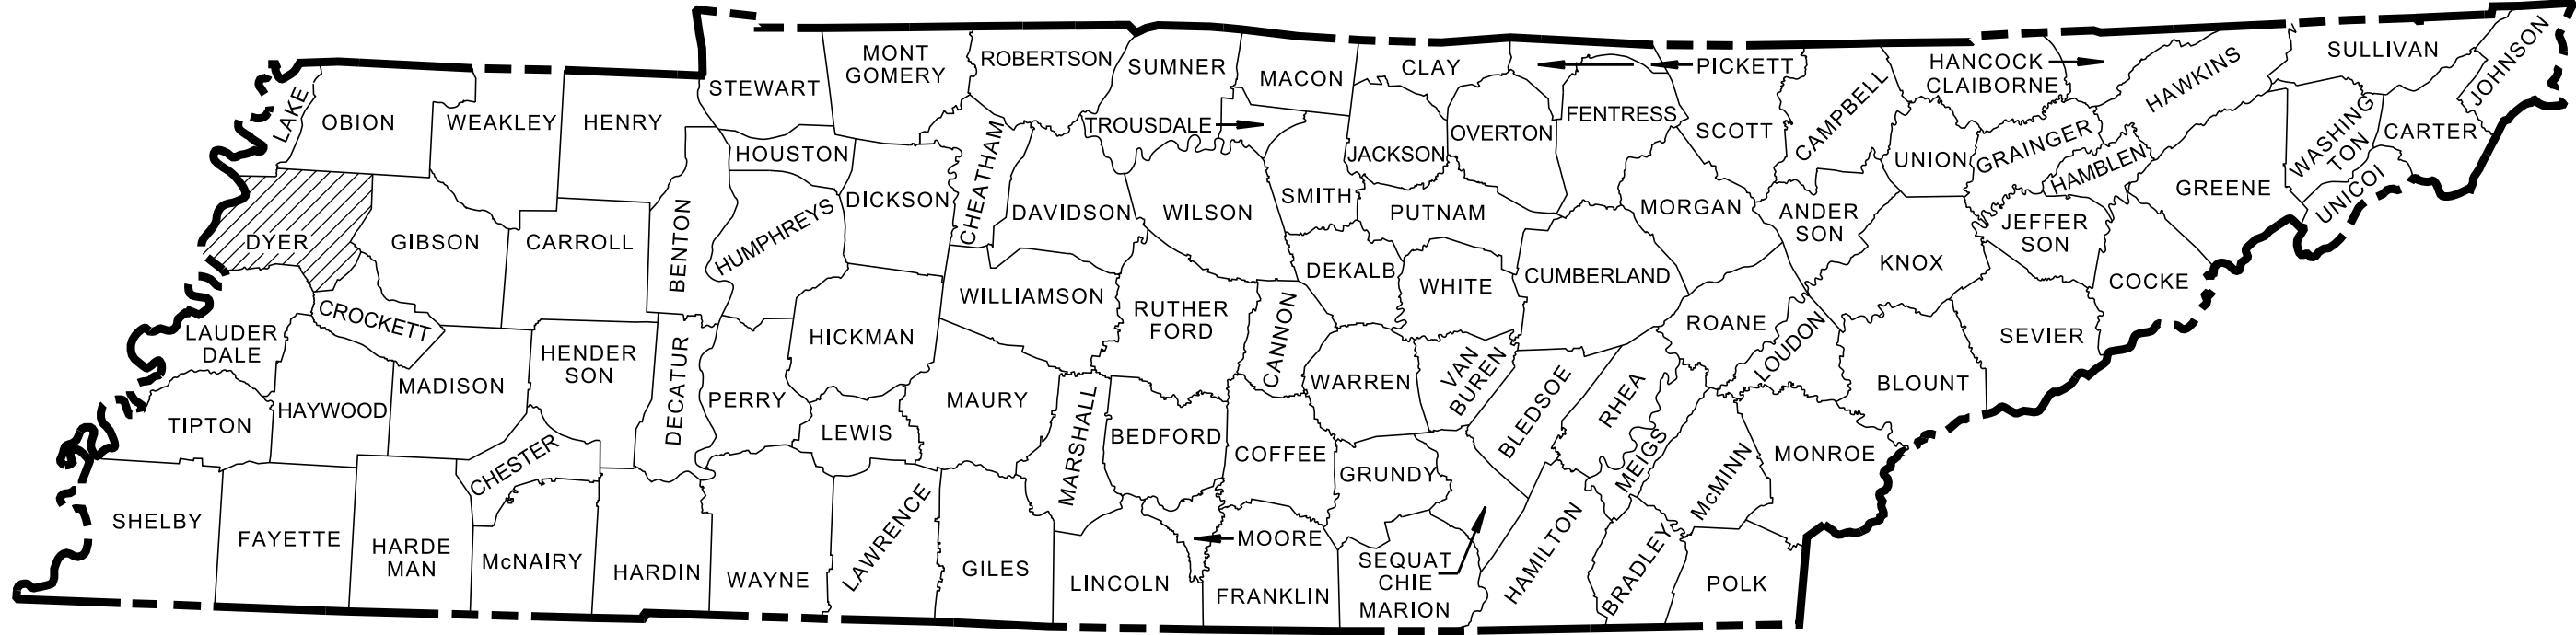 LAKE
OBION
WEAKLEY
HENRY
STEWART
MONT
GOMERY
ROBERTSON
SUMNER
MACON
CLAY
PICKETT
FENTRESS
SCOTT
CAMPBELL
HANCOCK
CLAIBORNE
HAWKINS
SULLIVAN
JOHNSON
CARTER
WASHING
TON
UNICOI
GREENE
HAMBLEN
GRAINGER
UNION
TROUSDALE
JACKSON
OVERTON
HOUSTON
DICKSON
CHEATHAM
DAVIDSON
WILSON
SMITH
PUTNAM
MORGAN
ANDER
SON
KNOX
JEFFER
SON
COCKE
SEVIER
BLOUNT
LOUDON
ROANE
CUMBERLAND
WHITE
DEKALB
CANNON
RUTHER
FORD
WILLIAMSON
HUMPHREYS
BENTON
CARROLL
GIBSON
DYER
CROCKETT
LAUDER
DALE
TIPTON
HAYWOOD
MADISON
HENDER
SON
DECATUR
PERRY
HICKMAN
LEWIS
MAURY
MARSHALL
BEDFORD
COFFEE
WARREN
VAN
BUREN
BLEDSOE
RHEA
MEIGS
McMINN
MONROE
POLK
BRADLEY
HAMILTON
SEQUAT
CHIE
MARION
GRUNDY
MOORE
FRANKLIN
LINCOLN
GILES
LAWRENCE
WAYNE
HARDIN
McNAIRY
CHESTER
HARDE
MAN
FAYETTE
SHELBY